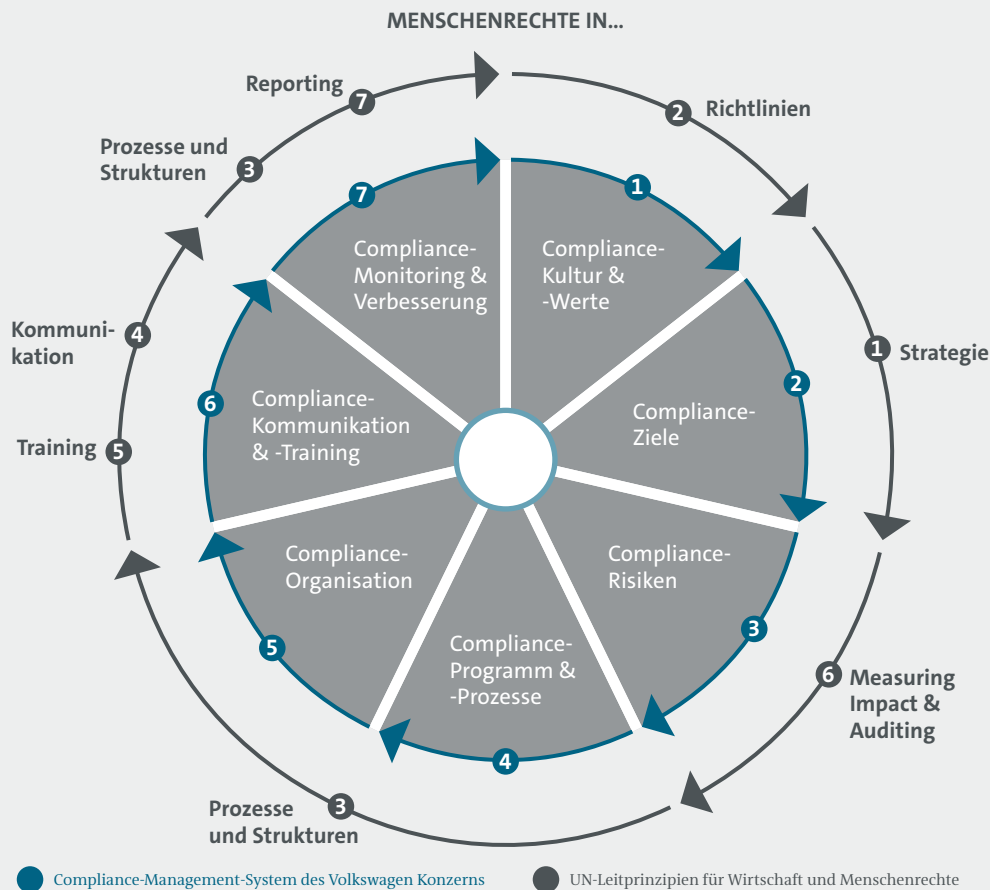 MENSCHENRECHTE IN...
2 Richtlinien
1 Strategie
6 Measuring
Impact &
Auditing
3 Prozesse
und Strukturen
5 Training
4 Kommuni-
kation
3 Prozesse und
Strukturen
7 Reporting
1
Compliance-
Kultur &
-Werte
2
Compliance-
Ziele
3
Compliance-
Risiken
4
Compliance-
Programm &
-Prozesse
5
Compliance-
Organisation
6
Compliance-
Kommunikation
& -Training
7
Compliance-
Monitoring &
Verbesserung
Compliance-Management-System des Volkswagen Konzerns
UN-Leitprinzipien für Wirtschaft und Menschenrechte